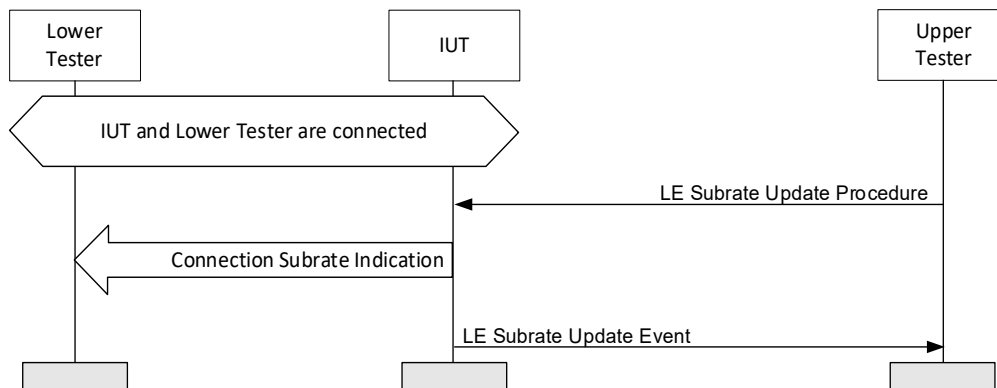 Lower
Tester
IUT
Upper
Tester
IUT and Lower Tester are connected
LE Subrate Update Procedure
Connection Subrate Indication
LE Subrate Update Event